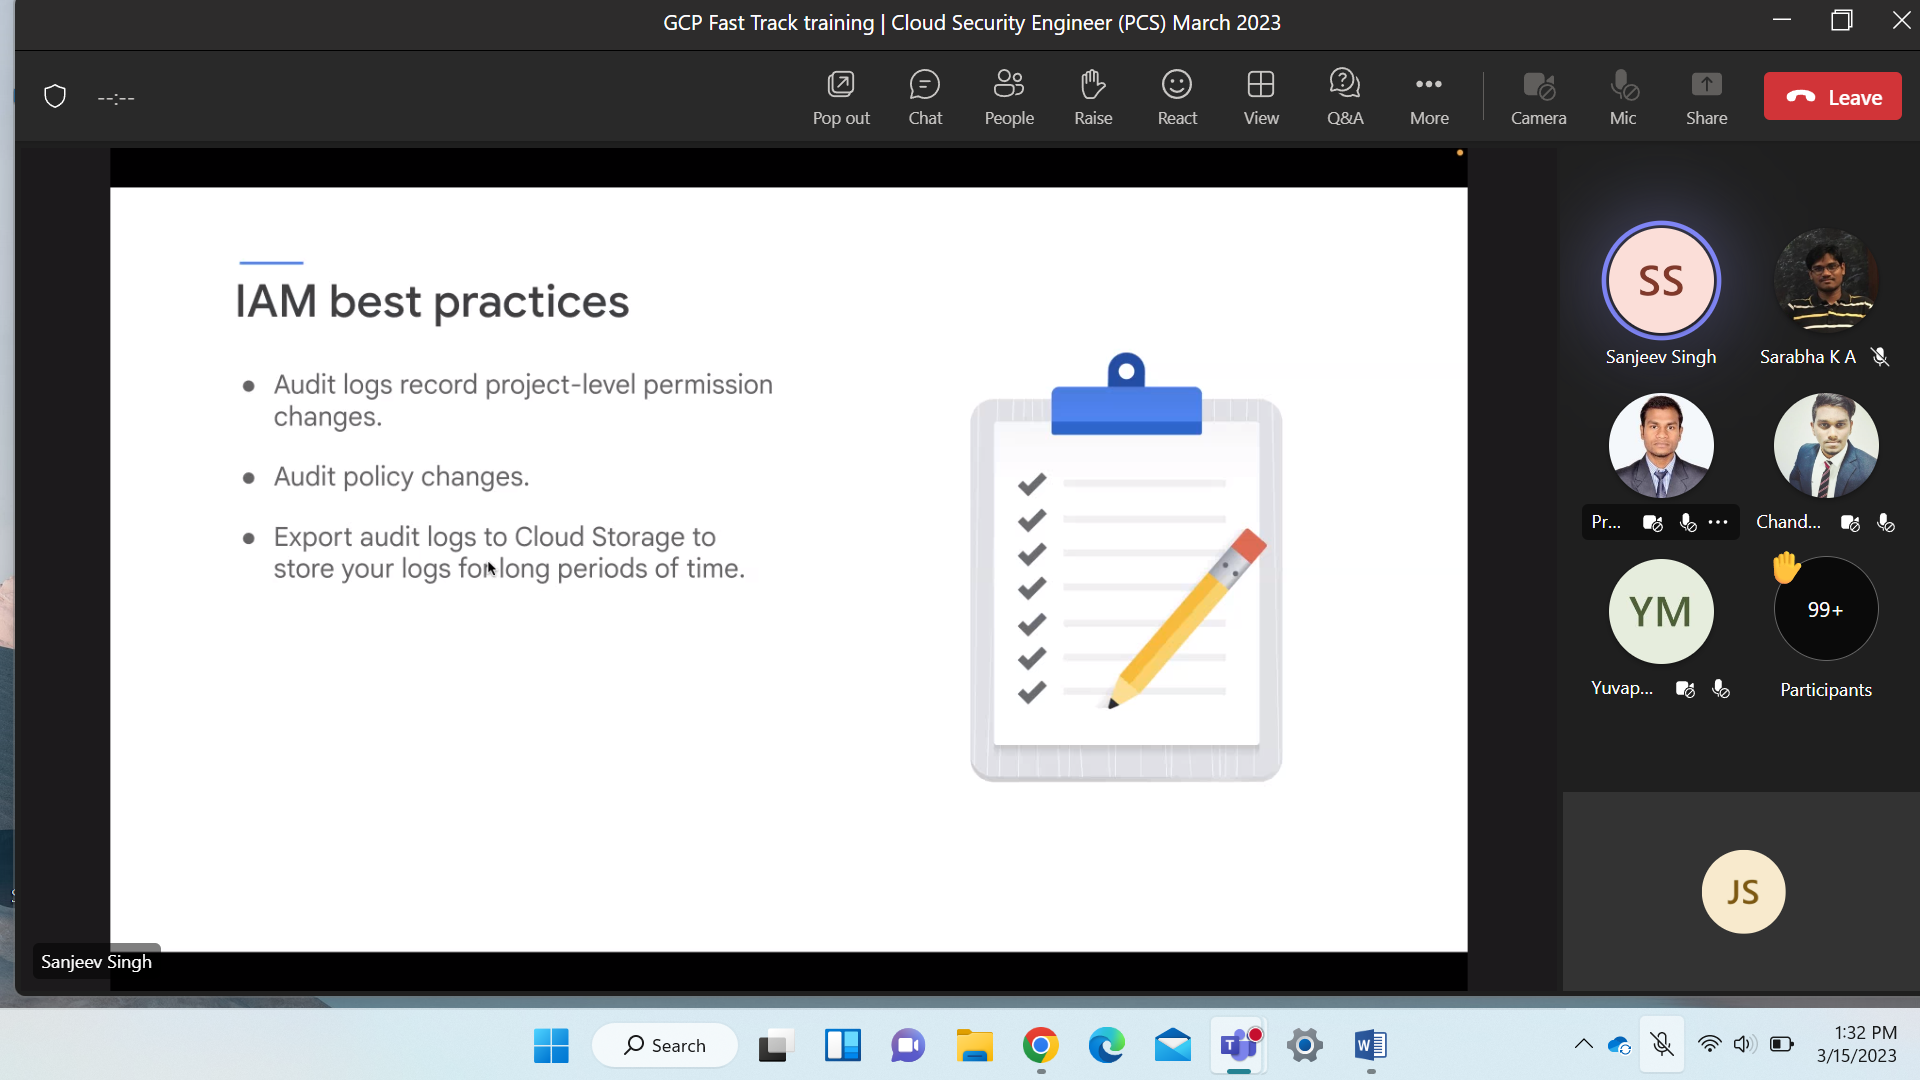 GCP Fast Track training | Cloud Security Engineer (PCS) March 2023
--:--
Pop out
Chat
People
Raise
React
View
Q&A
More
Camera
Mic
Share
Leave
IAM best practices
● Audit logs record project-level permission
changes.
● Audit policy changes.
● Export audit logs to Cloud Storage to
store your logs for long periods of time.
Sanjeev Singh
SS
Sanjeev Singh
Sarabha K A
Pr...
Chand...
YM
Yuvap...
99+
Participants
JS
Search
1:32 PM
3/15/2023